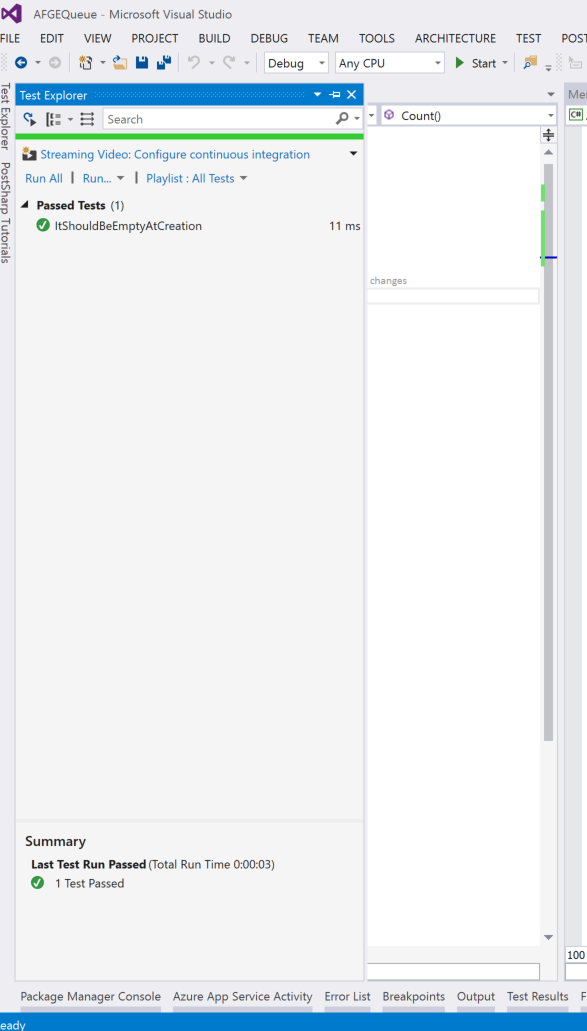 AFGEQueue - Microsoft Visual Studio
FILE EDIT VIEW PROJECT BUILD DEBUG TEAM TOOLS ARCHITECTURE TEST POST
Debug Any CPU Start
Test Explorer
PostSharp Tutorials
Test Explorer
Search
Streaming Video: Configure continuous integration
Run All | Run... | Playlist : All Tests
Passed Tests (1)
ItShouldBeEmptyAtCreation 11 ms
Count()
Me
C#
changes
Summary
Last Test Run Passed (Total Run Time 0:00:03)
1 Test Passed
100
Package Manager Console Azure App Service Activity Error List Breakpoints Output Test Results F
eady